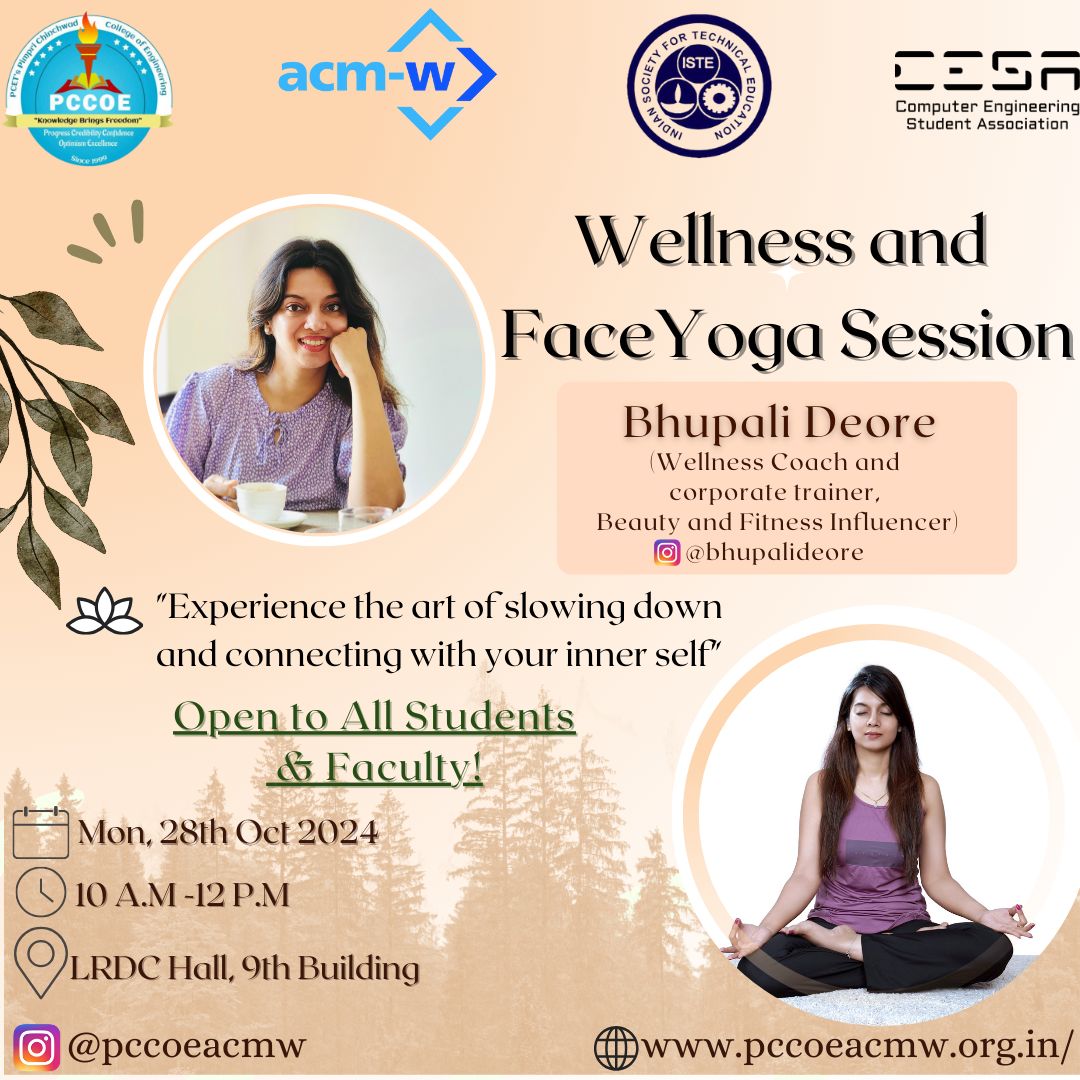 PCET's Pimpri Chinchwad College of Engineering
PCCOE
"Knowledge Brings Freedom"
Progress Credibility Confidence
Optimism Excellence
Since 1999
acm-w
INDIAN SOCIETY FOR TECHNICAL EDUCATION
ISTE
CESA
Computer Engineering
Student Association
Wellness and
FaceYoga Session
Bhupali Deore
(Wellness Coach and
corporate trainer,
Beauty and Fitness Influencer)
@bhupalideore
"Experience the art of slowing down
and connecting with your inner self"
Open to All Students
& Faculty!
Mon, 28th Oct 2024
10 A.M -12 P.M
LRDC Hall, 9th Building
@pccoeacmw
www.pccoeacmw.org.in/